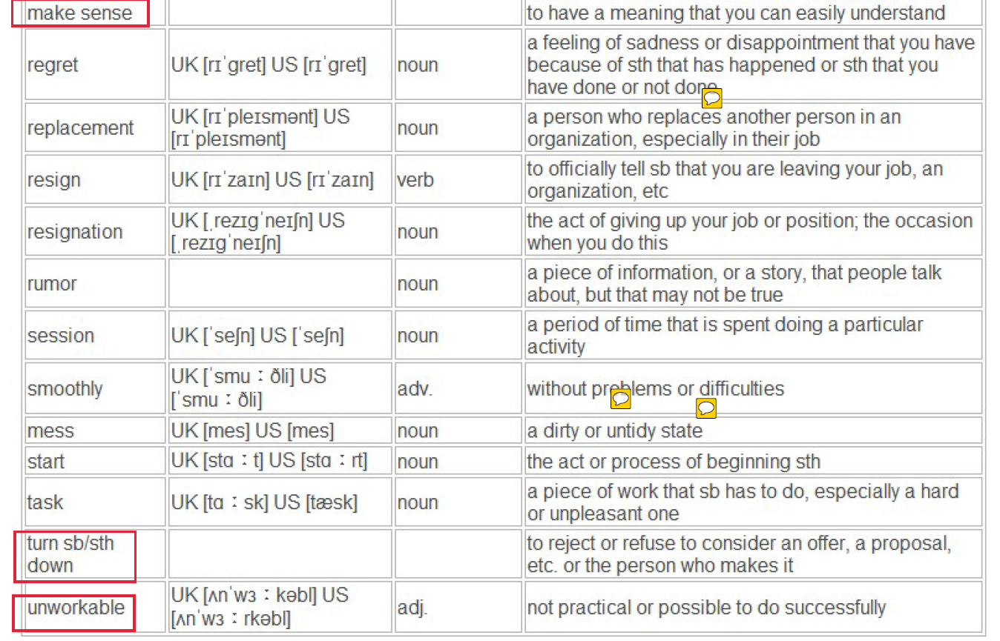 make sense to have a meaning that you can easily understand
a feeling of sadness or disappointment that you have
regret UK [rɪˈgret] US [rɪˈgret] noun because of sth that has happened or sth that you
have done or not done
UK [rɪˈpleɪsmənt] US a person who replaces another person in an
replacement noun
[rɪˈpleɪsmənt] organization, especially in their job
to officially tell sb that you are leaving your job, an
resign UK [rɪˈzaɪn] US [rɪˈzaɪn] verb
organization, etc
UK [ˌrezɪgˈneɪʃn] US the act of giving up your job or position; the occasion
resignation noun
[ˌrezɪgˈneɪʃn] when you do this
a piece of information, or a story, that people talk
rumor noun
about, but that may not be true
a period of time that is spent doing a particular
session UK [ˈseʃn] US [ˈseʃn] noun
activity
UK [ˈsmuːðli] US
smoothly adv. without problems or difficulties
[ˈsmuːðli]
mess UK [mes] US [mes] noun a dirty or untidy state
start UK [stɑːt] US [stɑːrt] noun the act or process of beginning sth
a piece of work that sb has to do, especially a hard
task UK [tɑːsk] US [tæsk] noun
or unpleasant one
turn sb/sth to reject or refuse to consider an offer, a proposal,
down etc. or the person who makes it
UK [ʌnˈwɜːkəbl] US
unworkable adj. not practical or possible to do successfully
[ʌnˈwɜːrkəbl]